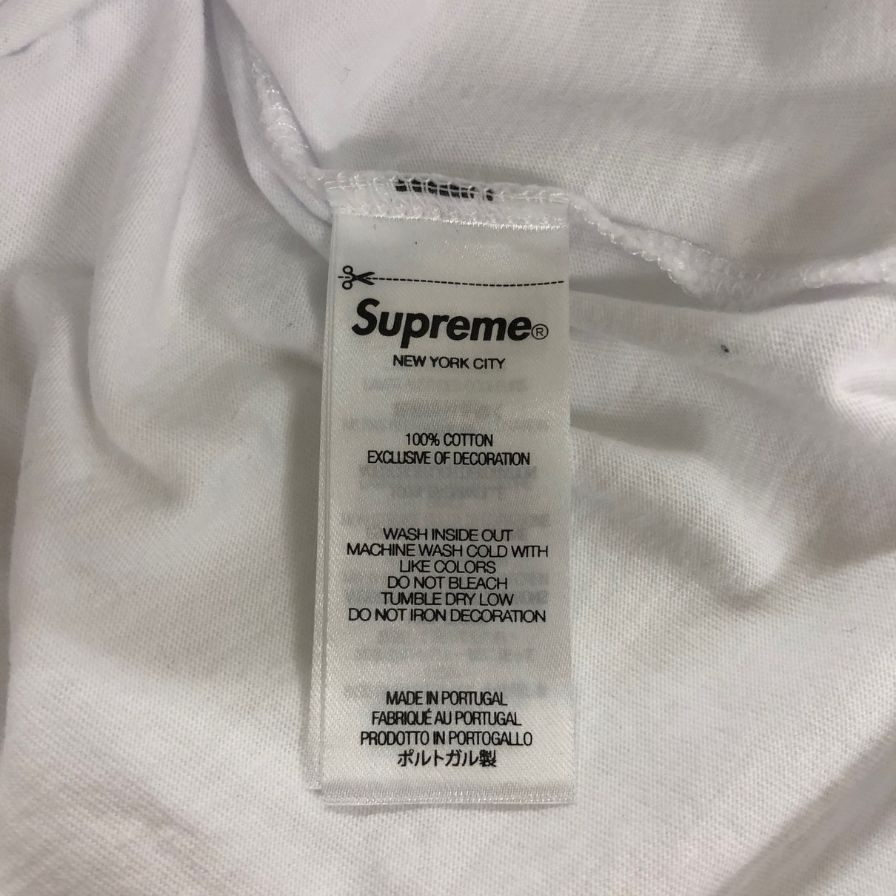 Supreme®
NEW YORK CITY
100% COTTON
EXCLUSIVE OF DECORATION
WASH INSIDE OUT
MACHINE WASH COLD WITH
LIKE COLORS
DO NOT BLEACH
TUMBLE DRY LOW
DO NOT IRON DECORATION
MADE IN PORTUGAL
FABRIQUÉ AU PORTUGAL
PRODOTTO IN PORTOGALLO
ポルトガル製